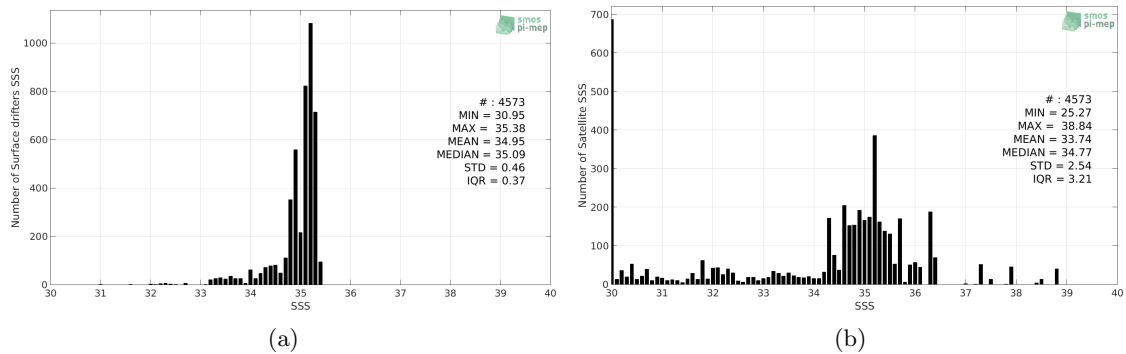 smos
pi-mep
Number of Surface drifters SSS
1000
800
600
400
200
0
# : 4573
MIN = 30.95
MAX = 35.38
MEAN = 34.95
MEDIAN = 35.09
STD = 0.46
IQR = 0.37
30 31 32 33 34 35 36 37 38 39 40
SSS
(a)
smos
pi-mep
Number of Satellite SSS
700
600
500
400
300
200
100
0
# : 4573
MIN = 25.27
MAX = 38.84
MEAN = 33.74
MEDIAN = 34.77
STD = 2.54
IQR = 3.21
30 31 32 33 34 35 36 37 38 39 40
SSS
(b)